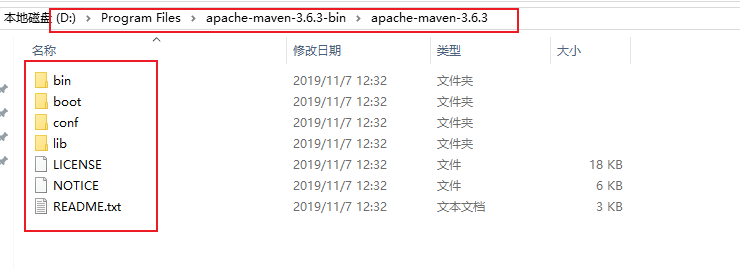 本地磁盘 (D:) > Program Files > apache-maven-3.6.3-bin > apache-maven-3.6.3
名称 修改日期 类型 大小
bin 2019/11/7 12:32 文件夹
boot 2019/11/7 12:32 文件夹
conf 2019/11/7 12:32 文件夹
lib 2019/11/7 12:32 文件夹
LICENSE 2019/11/7 12:32 文件 18 KB
NOTICE 2019/11/7 12:32 文件 6 KB
README.txt 2019/11/7 12:32 文本文档 3 KB